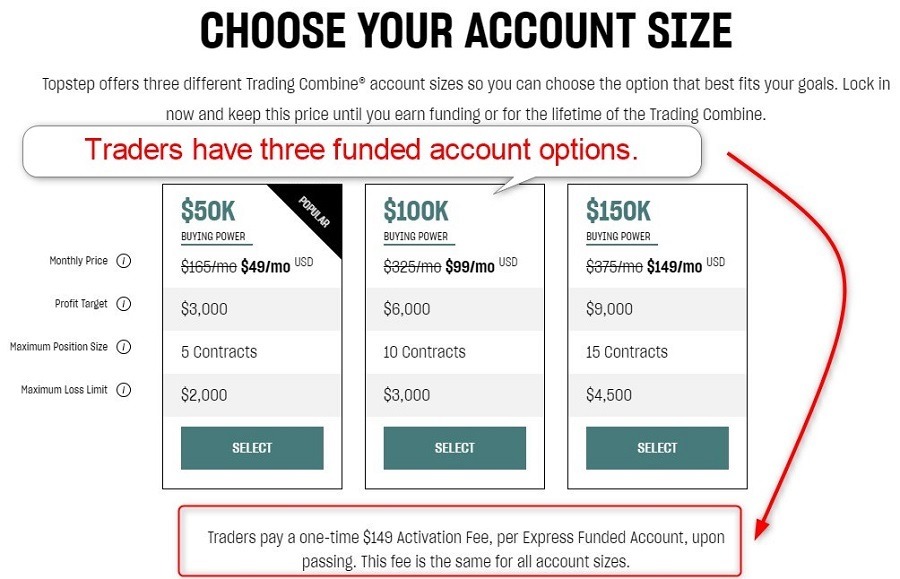 CHOOSE YOUR ACCOUNT SIZE
Topstep offers three different Trading Combine® account sizes so you can choose the option that best fits your goals. Lock in
now and keep this price until you earn funding or for the lifetime of the Trading Combine.
Traders have three funded account options.
$50K
BUYING POWER
POPULAR
$100K
BUYING POWER
$150K
BUYING POWER
Monthly Price i $165/mo $49/mo USD $325/mo $99/mo USD $375/mo $149/mo USD
Profit Target i $3,000 $6,000 $9,000
Maximum Position Size i 5 Contracts 10 Contracts 15 Contracts
Maximum Loss Limit i $2,000 $3,000 $4,500
SELECT SELECT SELECT
Traders pay a one-time $149 Activation Fee, per Express Funded Account, upon
passing. This fee is the same for all account sizes.